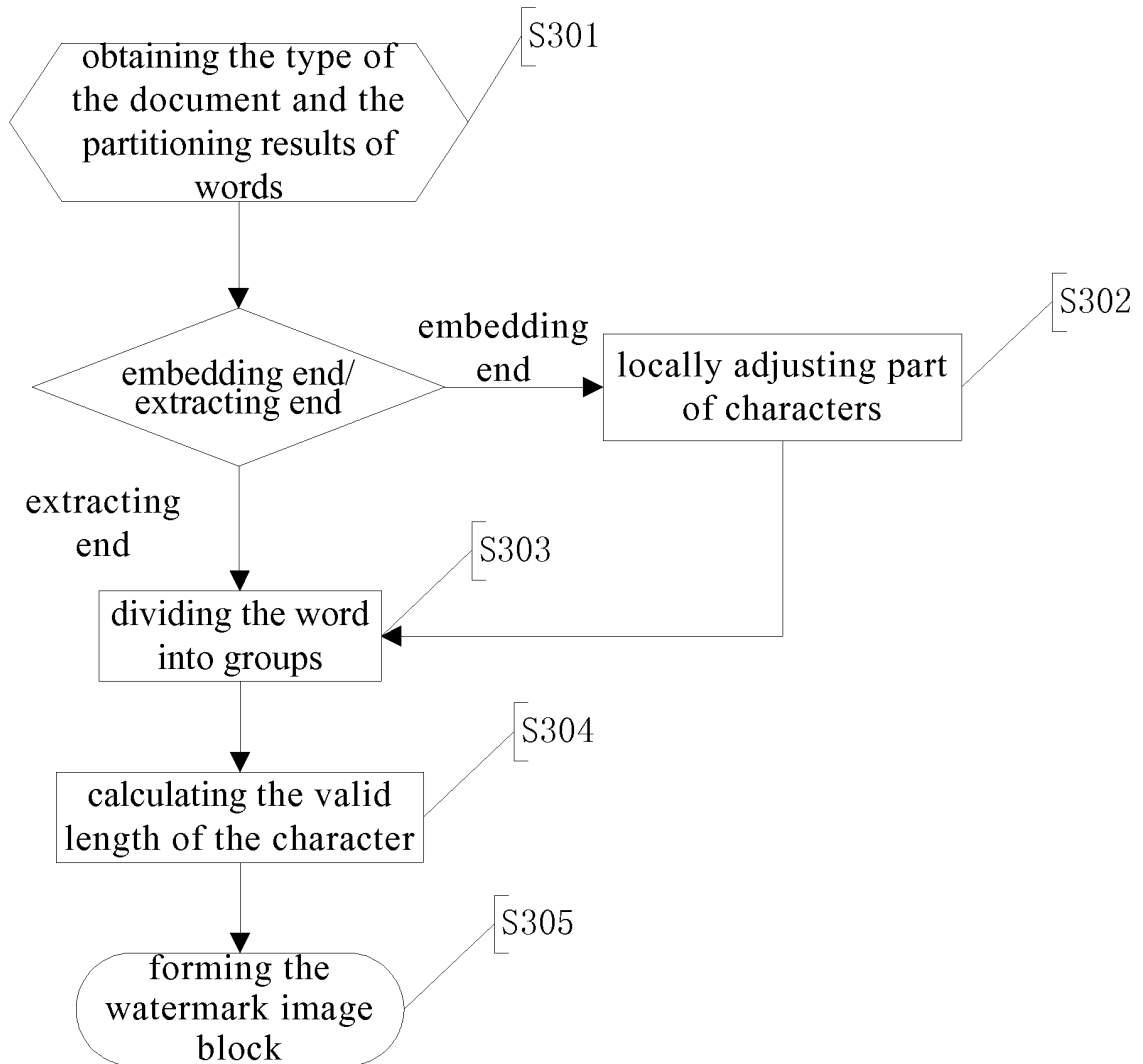 S301
obtaining the type of
the document and the
partitioning results of
words
S302
embedding
end
embedding end/
extracting end
locally adjusting part
of characters
extracting
end
S303
dividing the word
into groups
S304
calculating the valid
length of the character
S305
forming the
watermark image
block